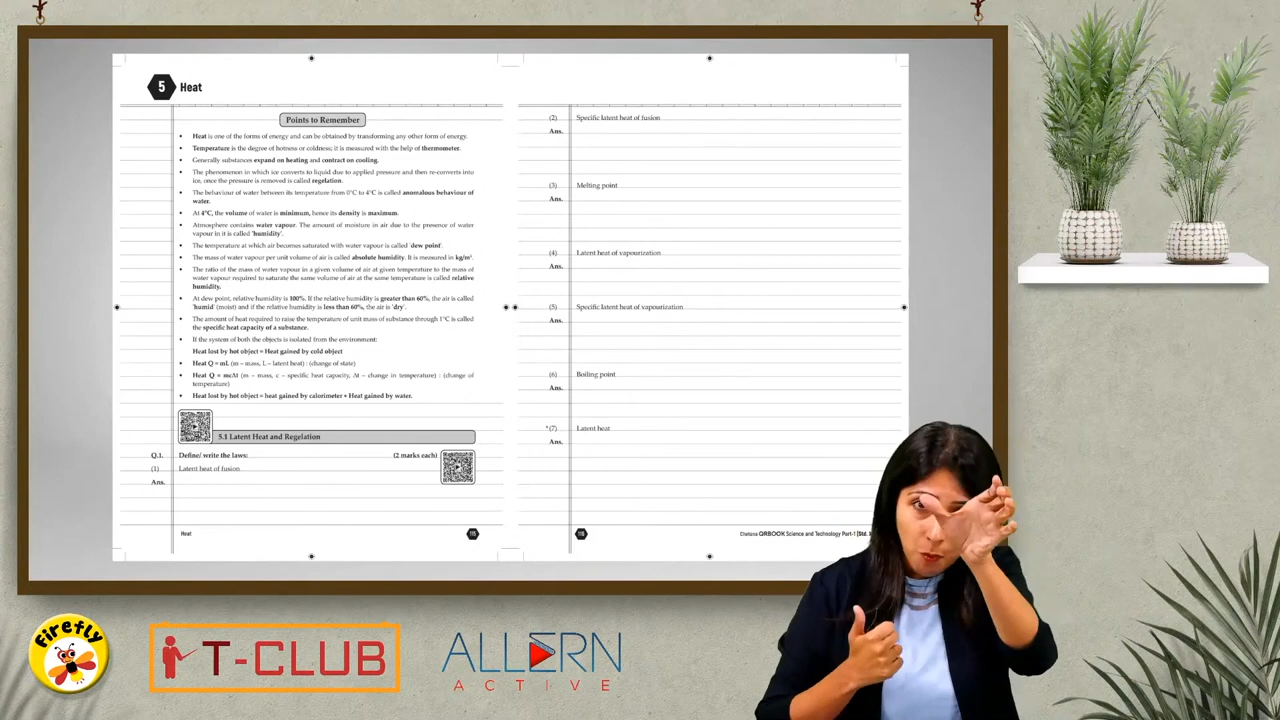 5 Heat
Points to Remember
• Heat is one of the forms of energy and can be obtained by transforming any other form of energy.
• Temperature is the degree of hotness or coldness; it is measured with the help of thermometer.
• Generally substances expand on heating and contract on cooling.
• The phenomenon in which ice converts to liquid due to applied pressure and then re-converts into
ice, once the pressure is removed is called regelation.
• The behaviour of water between its temperature from 0°C to 4°C is called anomalous behaviour of
water.
• At 4°C, the volume of water is minimum, hence its density is maximum.
• Atmosphere contains water vapour. The amount of moisture in air due to the presence of water
vapour in it is called 'humidity'.
• The temperature at which air becomes saturated with water vapour is called 'dew point'.
• The mass of water vapour per unit volume of air is called absolute humidity. It is measured in kg/m³.
• The ratio of the mass of water vapour in a given volume of air at given temperature to the mass of
water vapour required to saturate the same volume of air at the same temperature is called relative
humidity.
• At dew point, relative humidity is 100%. If the relative humidity is greater than 60%, the air is called
'humid' (moist) and if the relative humidity is less than 60%, the air is 'dry'.
• The amount of heat required to raise the temperature of unit mass of substance through 1°C is called
the specific heat capacity of a substance.
• If the system of both the objects is isolated from the environment:
Heat lost by hot object = Heat gained by cold object
• Heat Q = mL (m – mass, L – latent heat) : (change of state)
• Heat Q = mcΔt (m – mass, c – specific heat capacity, Δt – change in temperature) : (change of
temperature)
• Heat lost by hot object = heat gained by calorimeter + Heat gained by water.
5.1 Latent Heat and Regelation
Q.1. Define/ write the laws: (2 marks each)
(1) Latent heat of fusion
Ans.
Heat 115
(2) Specific latent heat of fusion
Ans.
(3) Melting point
Ans.
(4) Latent heat of vapourization
Ans.
(5) Specific latent heat of vapourization
Ans.
(6) Boiling point
Ans.
*(7) Latent heat
Ans.
116 Chetana QRBOOK Science and Technology Part-1 [Std.
Firefly
T-CLUB
ALLERN
ACTIVE